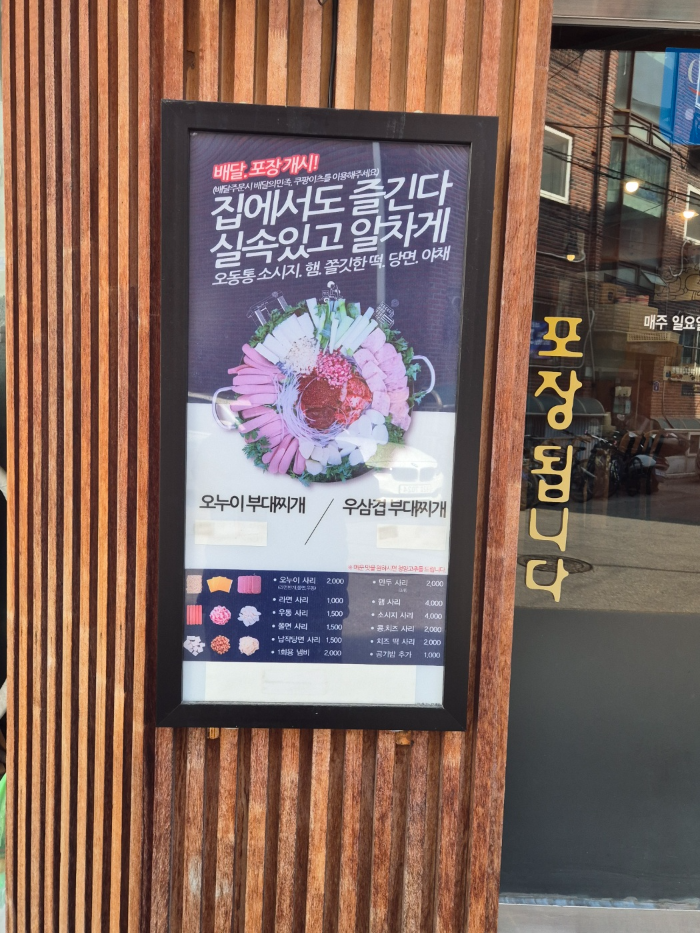 배달, 포장 개시!
(배달주문시 배달의민족, 쿠팡이츠를 이용해주세요)
집에서도 즐긴다
실속있고 알차게
오동통 소시지, 햄, 쫄깃한 떡, 당면, 야채
오누이 부대찌개 / 우삼겹 부대찌개
• 오누이 사리 2,000
• 라면 사리 1,000
• 우동 사리 1,500
• 쫄면 사리 1,500
• 납작당면 사리 1,500
• 1회용 냄비 2,000
• 만두 사리 2,000
• 햄 사리 4,000
• 소시지 사리 4,000
• 콩,치즈 사리 2,000
• 치즈 떡 사리 2,000
• 공기밥 추가 1,000
포장됩니다
매주 일요일